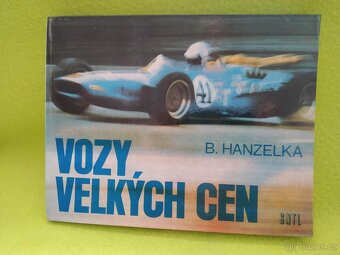 B. HANZELKA
VOZY
VELKÝCH CEN
SNTL